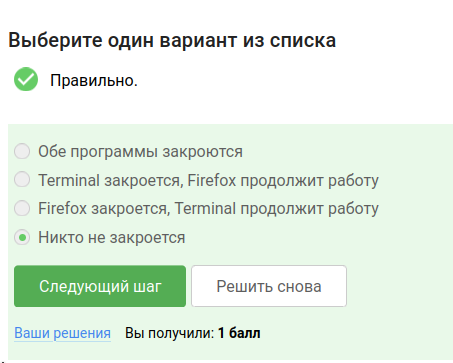 Выберите один вариант из списка
Правильно.
Обе программы закроются
Terminal закроется, Firefox продолжит работу
Firefox закроется, Terminal продолжит работу
Никто не закроется
Следующий шаг Решить снова
Ваши решения Вы получили: 1 балл